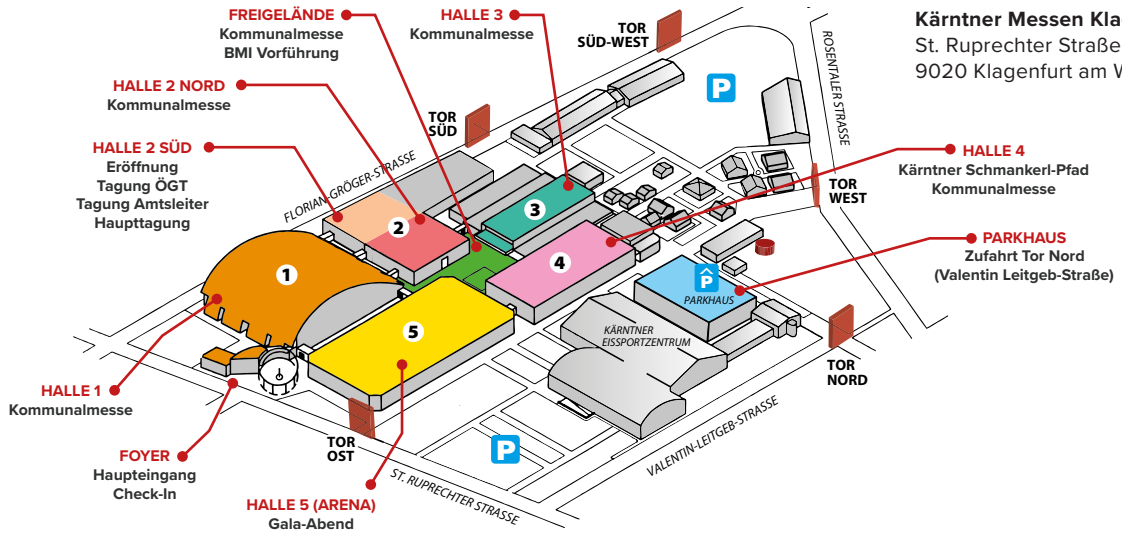 FREIGELÄNDE
Kommunalmesse
BMI Vorführung
HALLE 3
Kommunalmesse
TOR
SÜD-WEST
Kärntner Messen Kla
St. Ruprechter Straße
9020 Klagenfurt am W
ROSENTALER STRASSE
HALLE 2 NORD
Kommunalmesse
P
TOR
SÜD
HALLE 2 SÜD
Eröffnung
Tagung ÖGT
Tagung Amtsleiter
Haupttagung
FLORIAN-GRÖGER-STRASSE
HALLE 4
Kärntner Schmankerl-Pfad
Kommunalmesse
TOR
WEST
3
2
4
1
PARKHAUS
Zufahrt Tor Nord
(Valentin Leitgeb-Straße)
P
PARKHAUS
5
KÄRNTNER
EISSPORTZENTRUM
TOR
NORD
HALLE 1
Kommunalmesse
VALENTIN-LEITGEB-STRASSE
TOR
OST
P
FOYER
Haupteingang
Check-In
ST. RUPRECHTER STRASSE
HALLE 5 (ARENA)
Gala-Abend